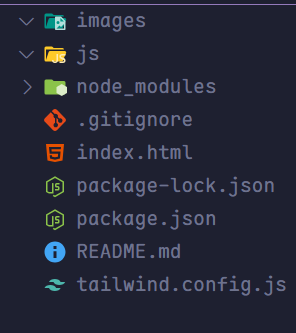 images
js
node_modules
.gitignore
index.html
package-lock.json
package.json
README.md
tailwind.config.js